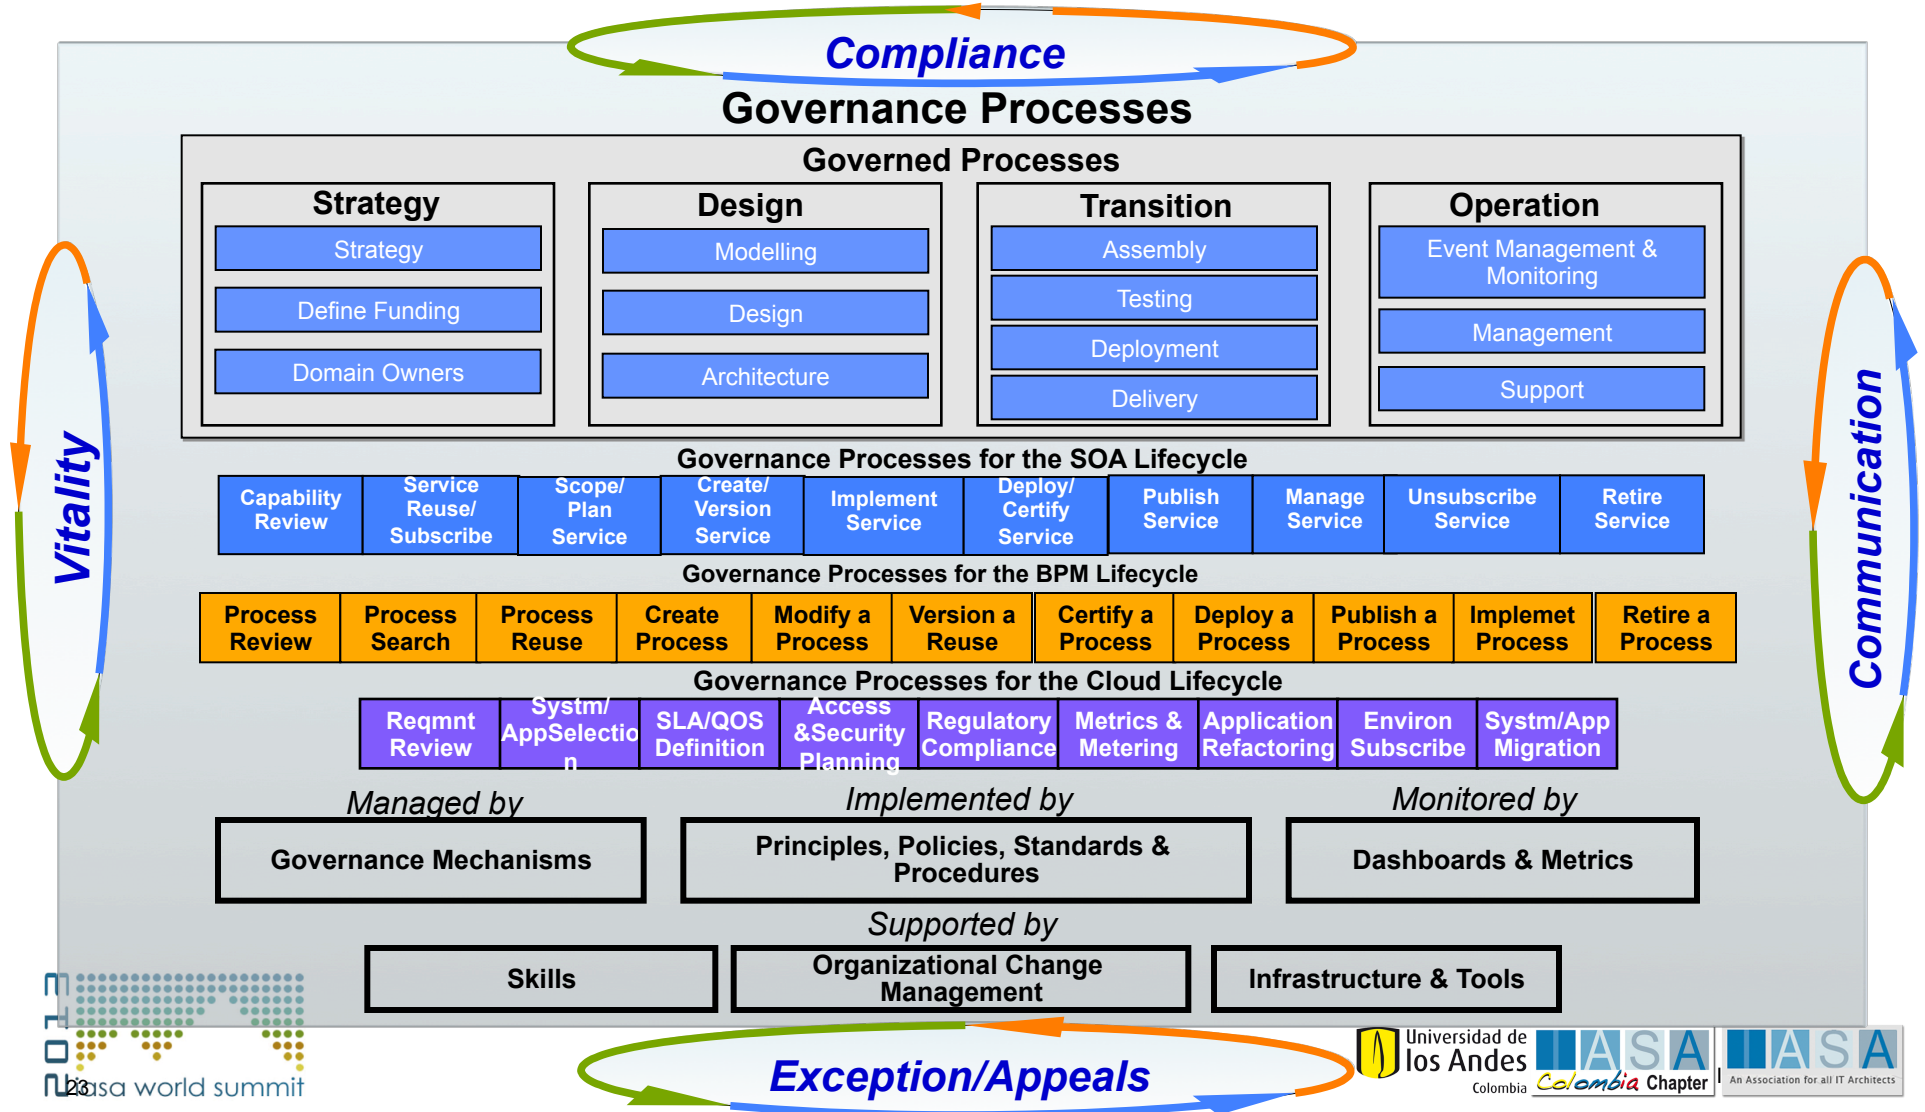 Compliance
Governance Processes
Governed Processes
Strategy
Strategy
Define Funding
Domain Owners
Design
Modelling
Design
Architecture
Transition
Assembly
Testing
Deployment
Delivery
Operation
Event Management &
Monitoring
Management
Support
Vitality
Communication
Governance Processes for the SOA Lifecycle
Capability
Review
Service
Reuse/
Subscribe
Scope/
Plan
Service
Create/
Version
Service
Implement
Service
Deploy/
Certify
Service
Publish
Service
Manage
Service
Unsubscribe
Service
Retire
Service
Governance Processes for the BPM Lifecycle
Process
Review
Process
Search
Process
Reuse
Create
Process
Modify a
Process
Version a
Reuse
Certify a
Process
Deploy a
Process
Publish a
Process
Implemet
Process
Retire a
Process
Governance Processes for the Cloud Lifecycle
Reqmnt
Review
Systm/
AppSelectio
n
SLA/QOS
Definition
Access
&Security
Planning
Regulatory
Compliance
Metrics &
Metering
Application
Refactoring
Environ
Subscribe
Systm/App
Migration
Managed by
Governance Mechanisms
Implemented by
Principles, Policies, Standards &
Procedures
Monitored by
Dashboards & Metrics
Supported by
Skills
Organizational Change
Management
Infrastructure & Tools
Exception/Appeals
2013
23
iasa world summit
Universidad de
los Andes
Colombia
IASA
Colombia Chapter
IASA
An Association for all IT Architects